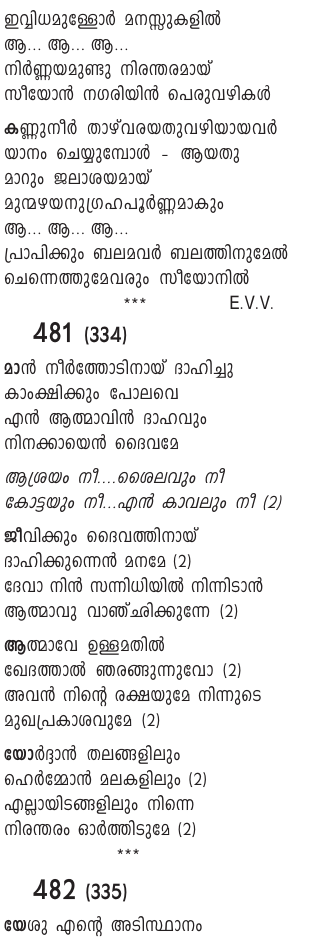 ഇവ്വിധമുള്ളോർ മനസ്സുകളിൽ
ആ... ആ... ആ...
നിർണ്ണയമുണ്ടു നിരന്തരമായ്
സീയോൻ നഗരിയിൻ പെരുവഴികൾ
കണ്ണുനീർ താഴ്‌വരയതുവഴിയായവർ
യാനം ചെയ്യുമ്പോൾ - ആയതു
മാറും ജലാശയമായ്
മുന്മഴയനുഗ്രഹപൂർണ്ണമാകും
ആ... ആ... ആ...
പ്രാപിക്കും ബലമവർ ബലത്തിനുമേൽ
ചെന്നെത്തുമേവരും സീയോനിൽ
*** E.V.V.
481 (334)
മാൻ നീർത്തോടിനായ് ദാഹിച്ചു
കാംക്ഷിക്കും പോലവെ
എൻ ആത്മാവിൻ ദാഹവും
നിനക്കായെൻ ദൈവമേ
ആശ്രയം നീ....ശൈലവും നീ
കോട്ടയും നീ...എൻ കാവലും നീ (2)
ജീവിക്കും ദൈവത്തിനായ്
ദാഹിക്കുന്നെൻ മനമേ (2)
ദേവാ നിൻ സന്നിധിയിൽ നിന്നിടാൻ
ആത്മാവു വാഞ്ഛിക്കുന്നേ (2)
ആത്മാവേ ഉള്ളമതിൽ
ഖേദത്താൽ ഞരങ്ങുന്നുവോ (2)
അവൻ നിന്റെ രക്ഷയുമേ നിന്നുടെ
മുഖപ്രകാശവുമേ (2)
യോർദ്ദാൻ തലങ്ങളിലും
ഹെർമ്മോൻ മലകളിലും (2)
എല്ലായിടങ്ങളിലും നിന്നെ
നിരന്തരം ഓർത്തിടുമേ (2)
***
482 (335)
യേശു എന്റെ അടിസ്ഥാനം